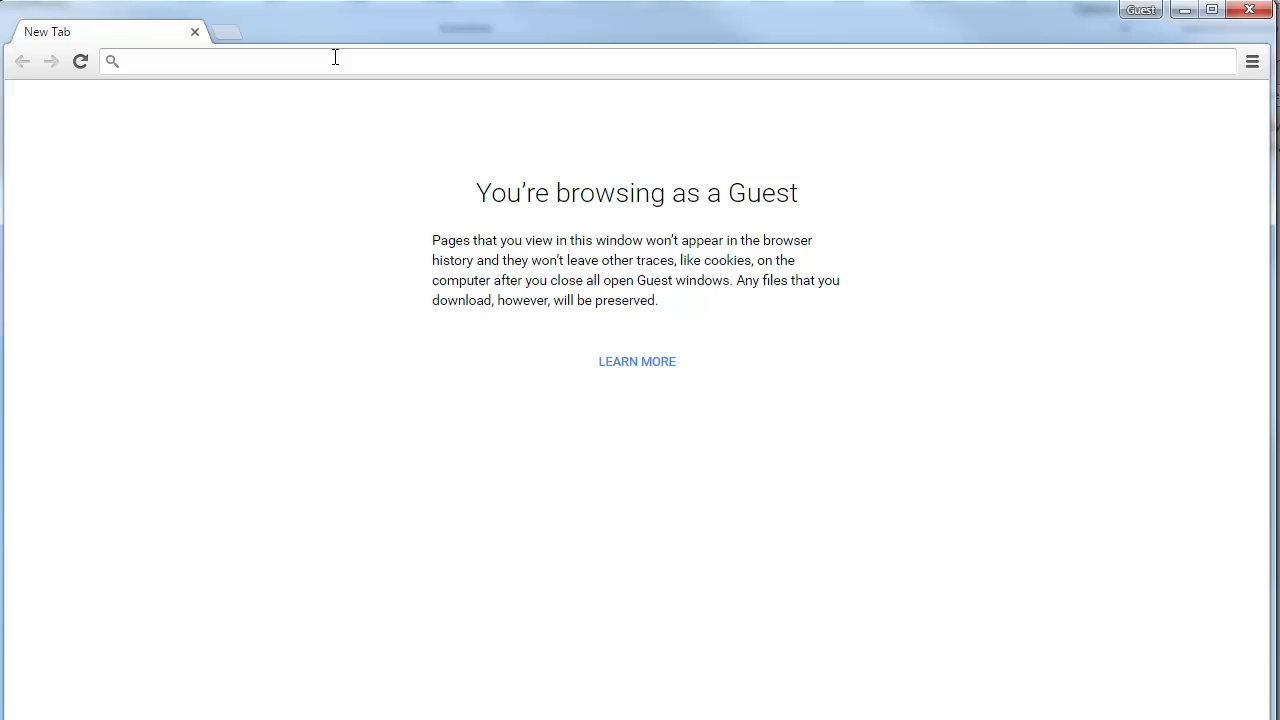 Guest
New Tab
You’re browsing as a Guest
Pages that you view in this window won’t appear in the browser
history and they won’t leave other traces, like cookies, on the
computer after you close all open Guest windows. Any files that you
download, however, will be preserved.
LEARN MORE